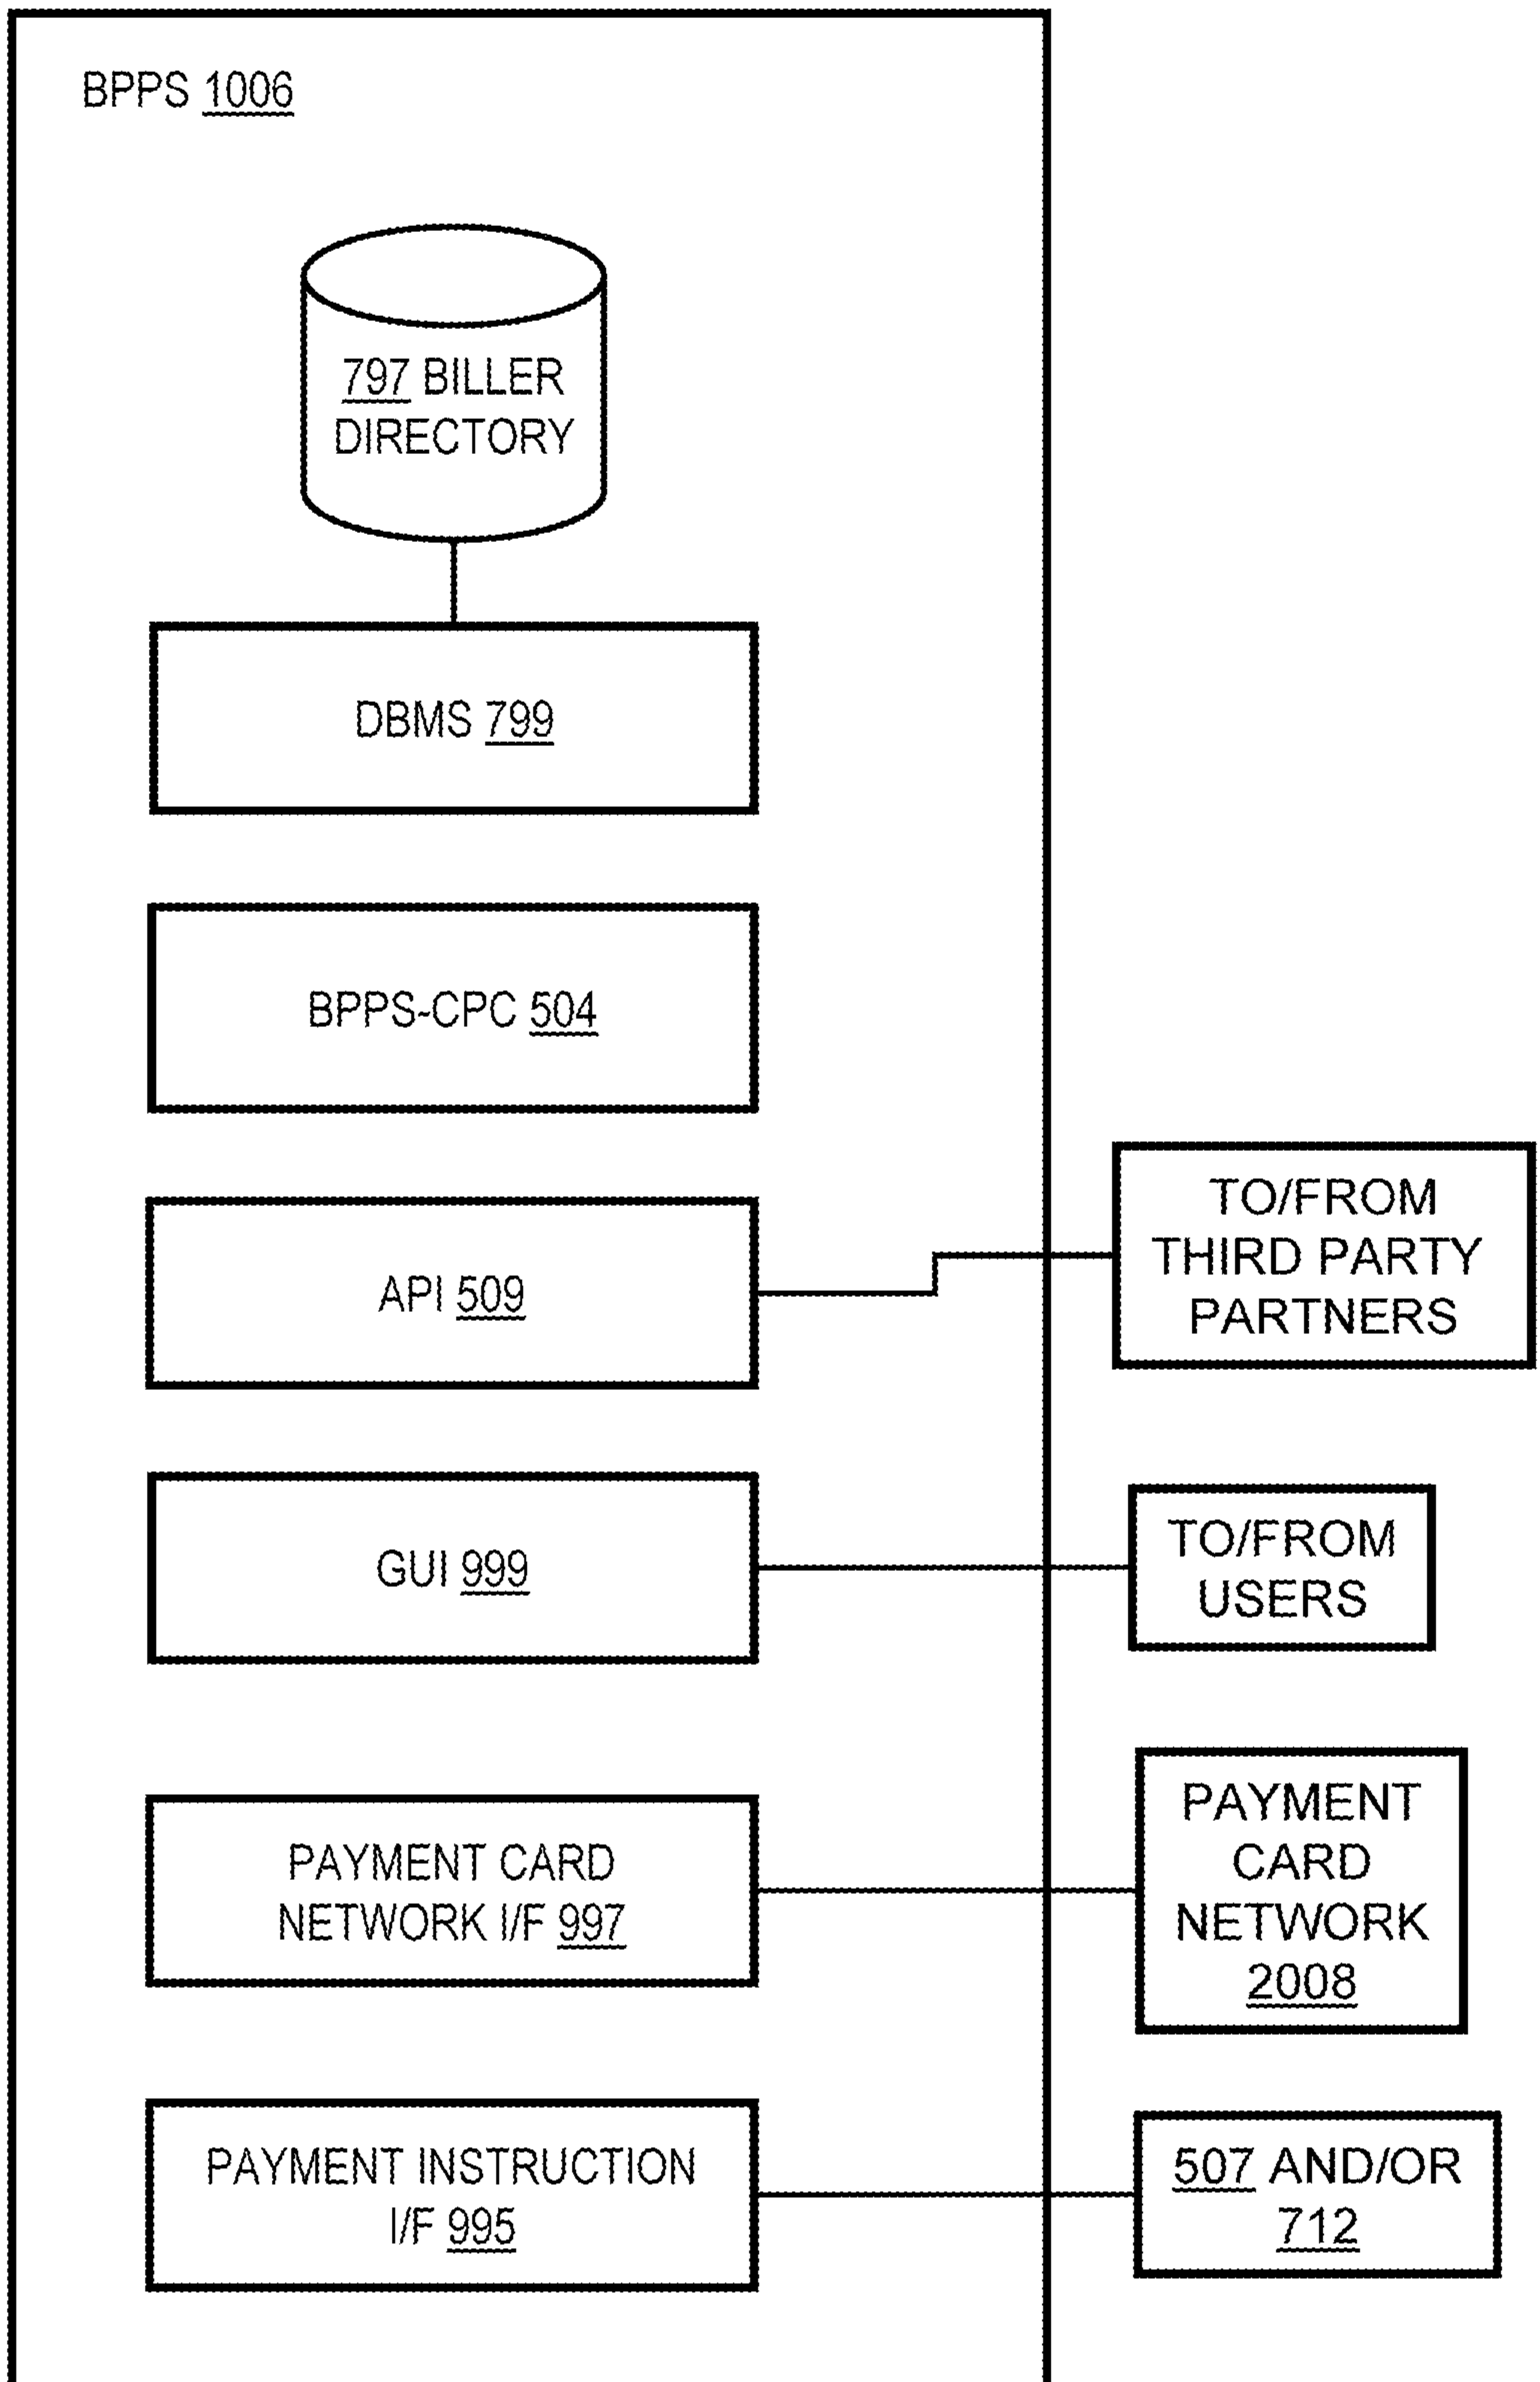 BPPS 1006
797 BILLER
DIRECTORY
DBMS 799
BPPS-CPC 504
API 509
TO/FROM
THIRD PARTY
PARTNERS
GUI 999
TO/FROM
USERS
PAYMENT CARD
NETWORK I/F 997
PAYMENT
CARD
NETWORK
2008
PAYMENT INSTRUCTION
I/F 995
507 AND/OR
712